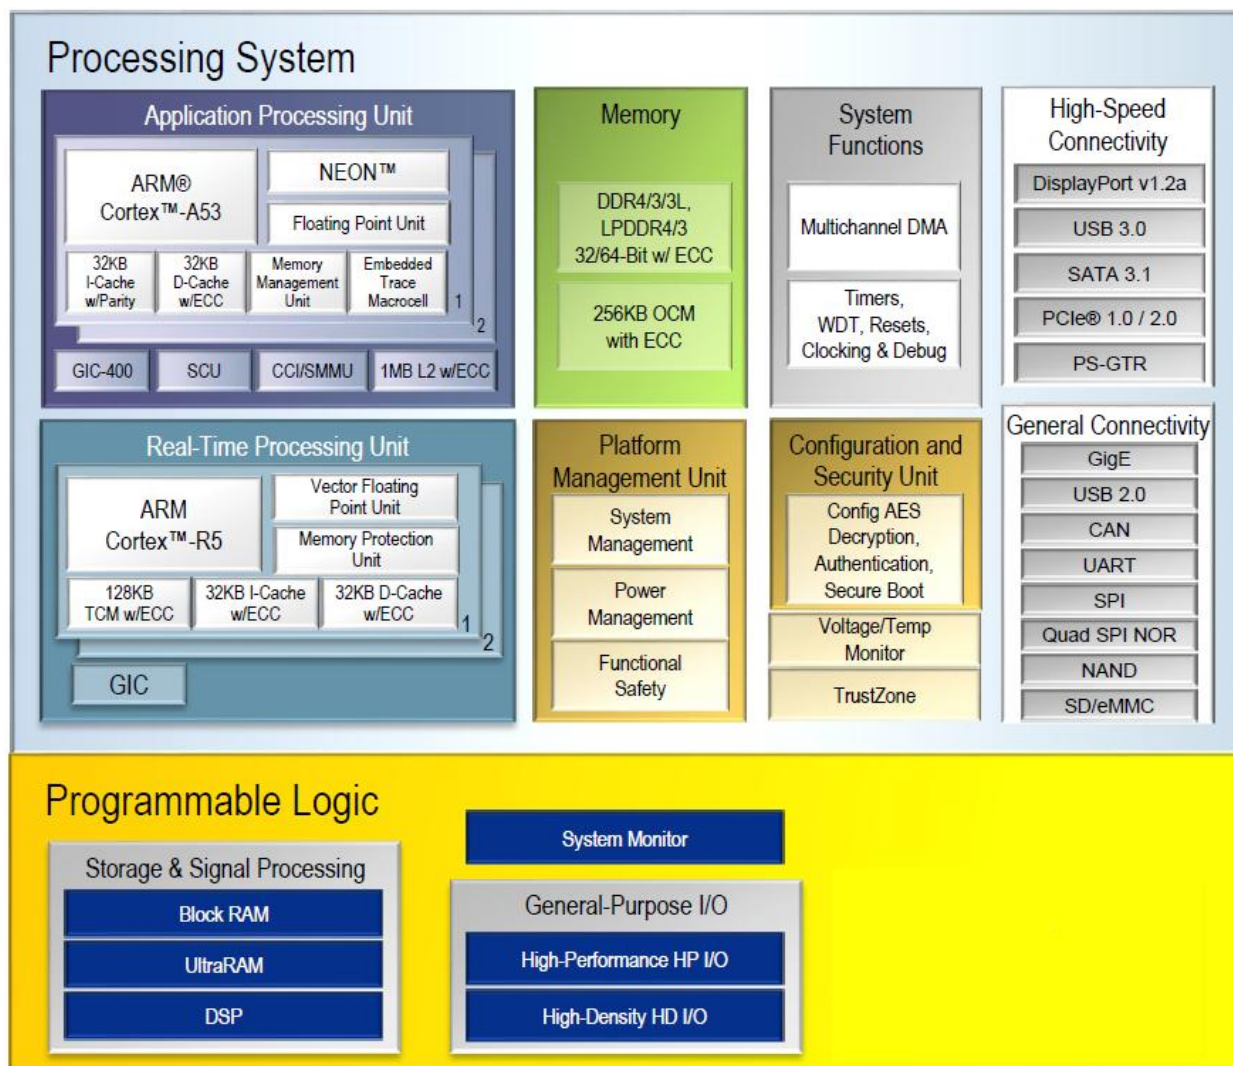 Processing System
Application Processing Unit
ARM®
Cortex™-A53
NEON™
Floating Point Unit
32KB
I-Cache
w/Parity
32KB
D-Cache
w/ECC
Memory
Management
Unit
Embedded
Trace
Macrocell
1
2
GIC-400
SCU
CCI/SMMU
1MB L2 w/ECC
Memory
DDR4/3/3L,
LPDDR4/3
32/64-Bit w/ ECC
256KB OCM
with ECC
System
Functions
Multichannel DMA
Timers,
WDT, Resets,
Clocking & Debug
High-Speed
Connectivity
DisplayPort v1.2a
USB 3.0
SATA 3.1
PCIe® 1.0 / 2.0
PS-GTR
Real-Time Processing Unit
ARM
Cortex™-R5
Vector Floating
Point Unit
Memory Protection
Unit
128KB
TCM w/ECC
32KB I-Cache
w/ECC
32KB D-Cache
w/ECC
1
2
GIC
Platform
Management Unit
System
Management
Power
Management
Functional
Safety
Configuration and
Security Unit
Config AES
Decryption,
Authentication,
Secure Boot
Voltage/Temp
Monitor
TrustZone
General Connectivity
GigE
USB 2.0
CAN
UART
SPI
Quad SPI NOR
NAND
SD/eMMC
Programmable Logic
Storage & Signal Processing
Block RAM
UltraRAM
DSP
System Monitor
General-Purpose I/O
High-Performance HP I/O
High-Density HD I/O